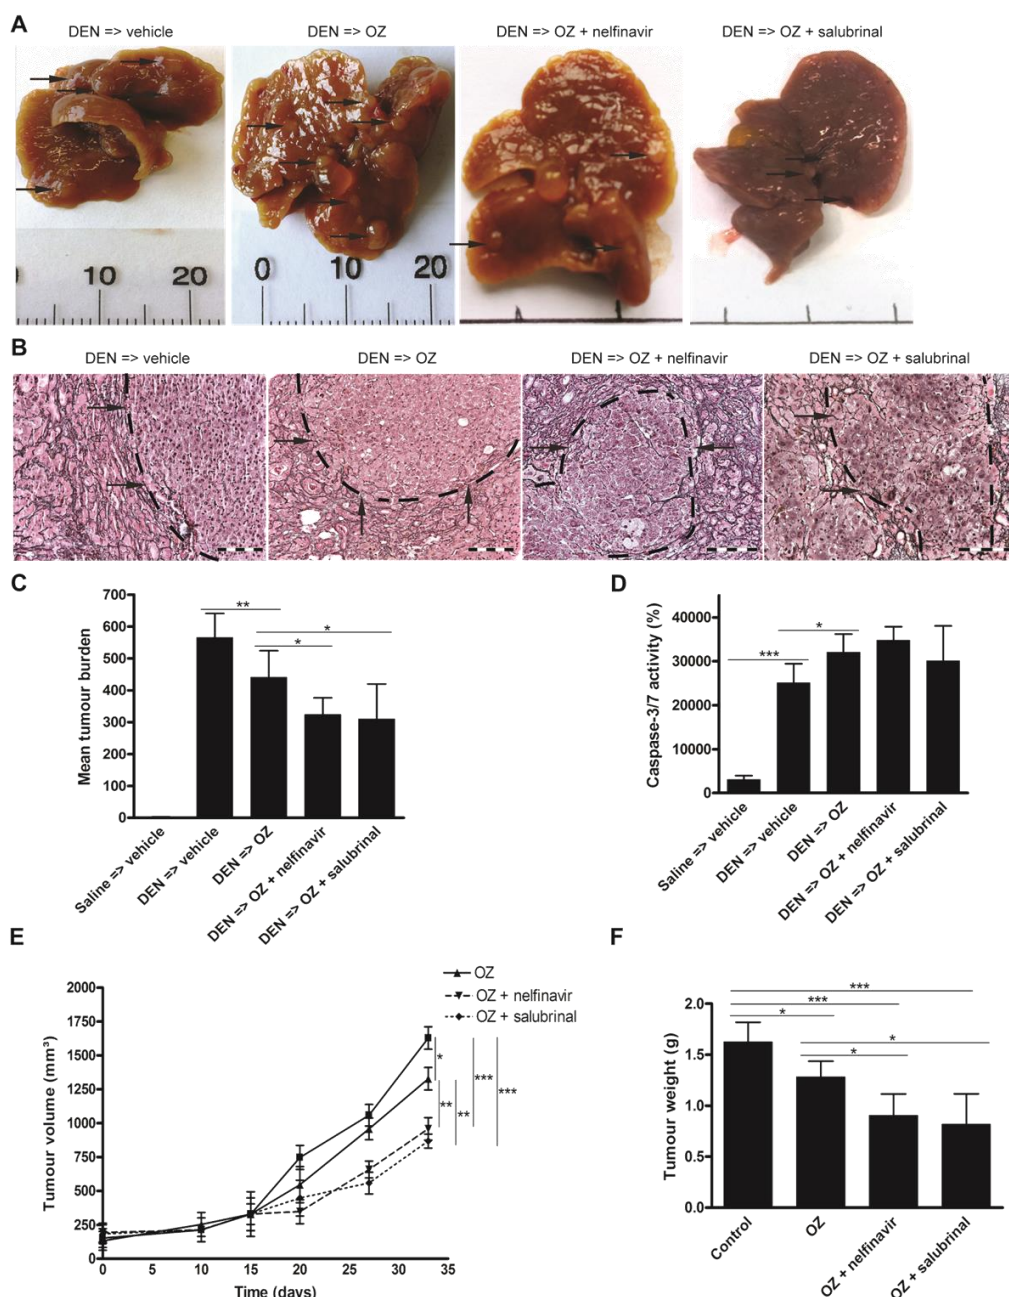 A
DEN => vehicle
DEN => OZ
DEN => OZ + nelfinavir
DEN => OZ + salubrinal
10
20
0
10
20
B
DEN => vehicle
DEN => OZ
DEN => OZ + nelfinavir
DEN => OZ + salubrinal
C
Mean tumour burden
700
600
500
400
300
200
100
0
**
*
*
Saline => vehicle
DEN => vehicle
DEN => OZ
DEN => OZ + nelfinavir
DEN => OZ + salubrinal
D
Caspase-3/7 activity (%)
40000
30000
20000
10000
0
***
*
Saline => vehicle
DEN => vehicle
DEN => OZ
DEN => OZ + nelfinavir
DEN => OZ + salubrinal
E
OZ
OZ + nelfinavir
OZ + salubrinal
Tumour volume (mm³)
2000
1750
1500
1250
1000
750
500
250
0
*
**
**
***
***
0
5
10
15
20
25
30
35
Time (days)
F
Tumour weight (g)
2.0
1.5
1.0
0.5
0.0
***
***
*
*
*
Control
OZ
OZ + nelfinavir
OZ + salubrinal